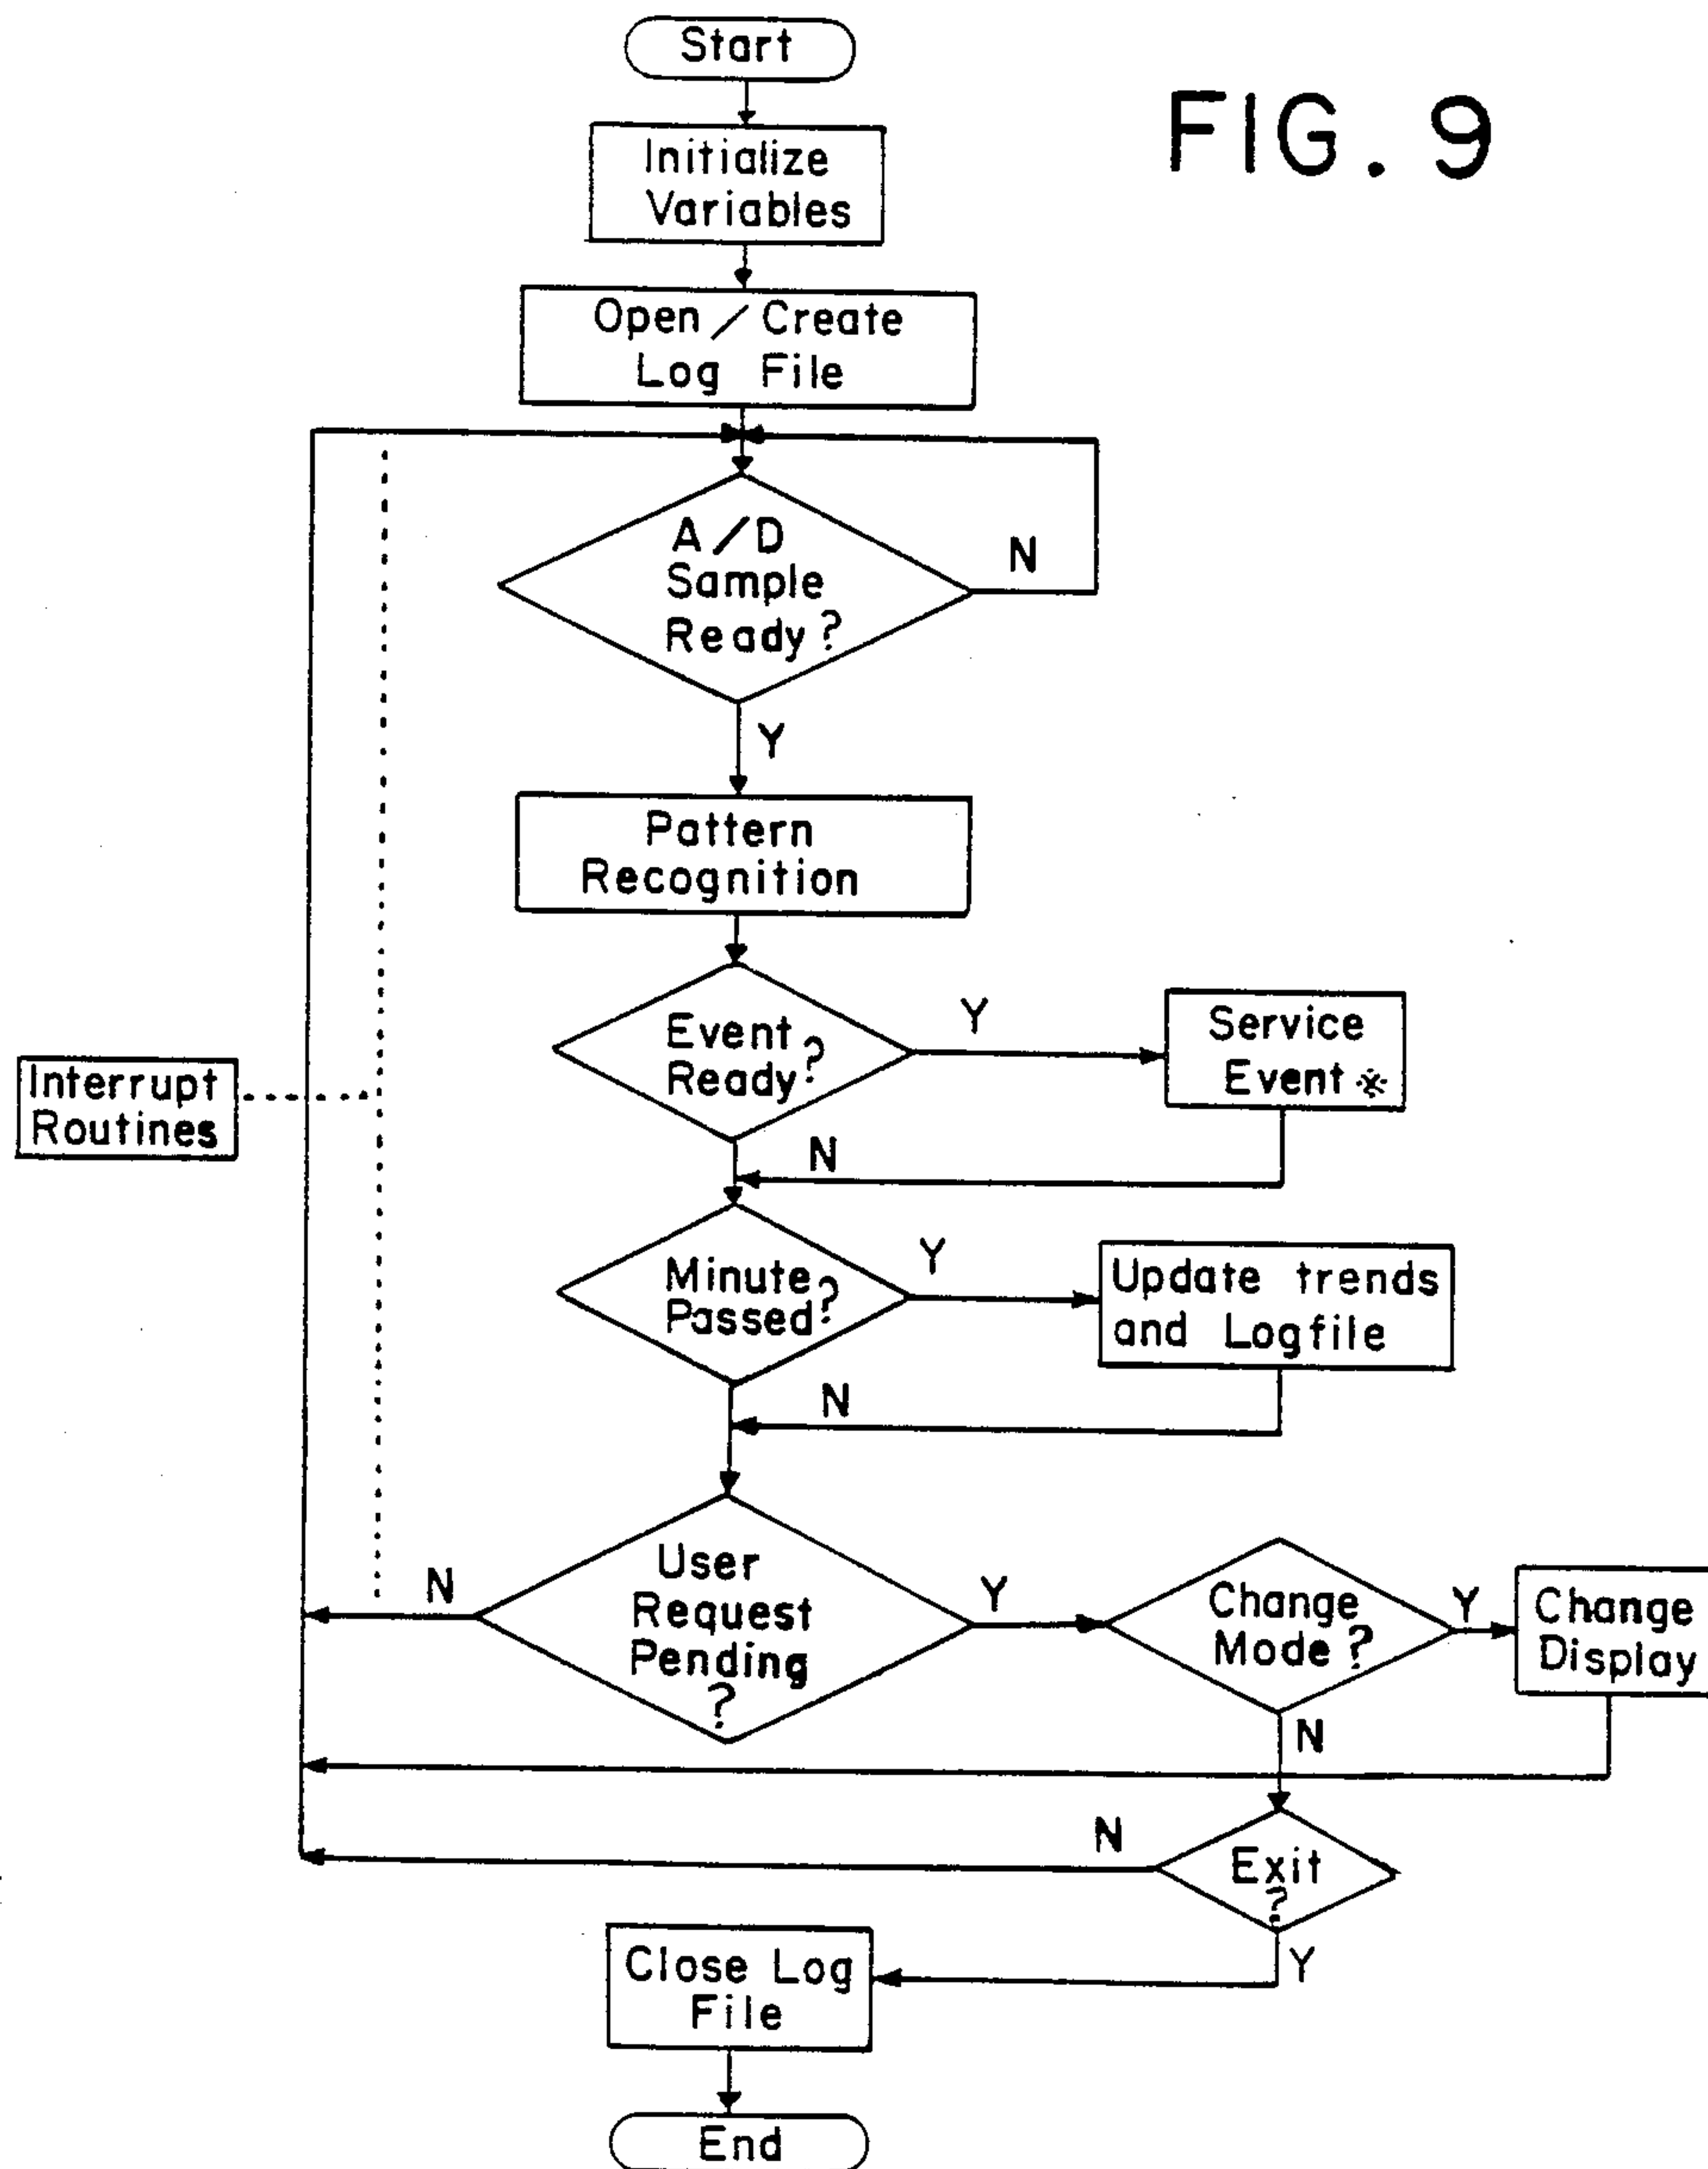 Start
FIG. 9
Initialize
Variables
Open / Create
Log File
A/D
Sample
Ready?
N
Y
Pattern
Recognition
Event
Ready?
Y
Service
Event *
N
Interrupt
Routines
Minute
Passed?
Y
Update trends
and Logfile
N
User
Request
Pending
?
N
Y
Change
Mode?
Y
Change
Display
N
Exit
?
N
Y
Close Log
File
End